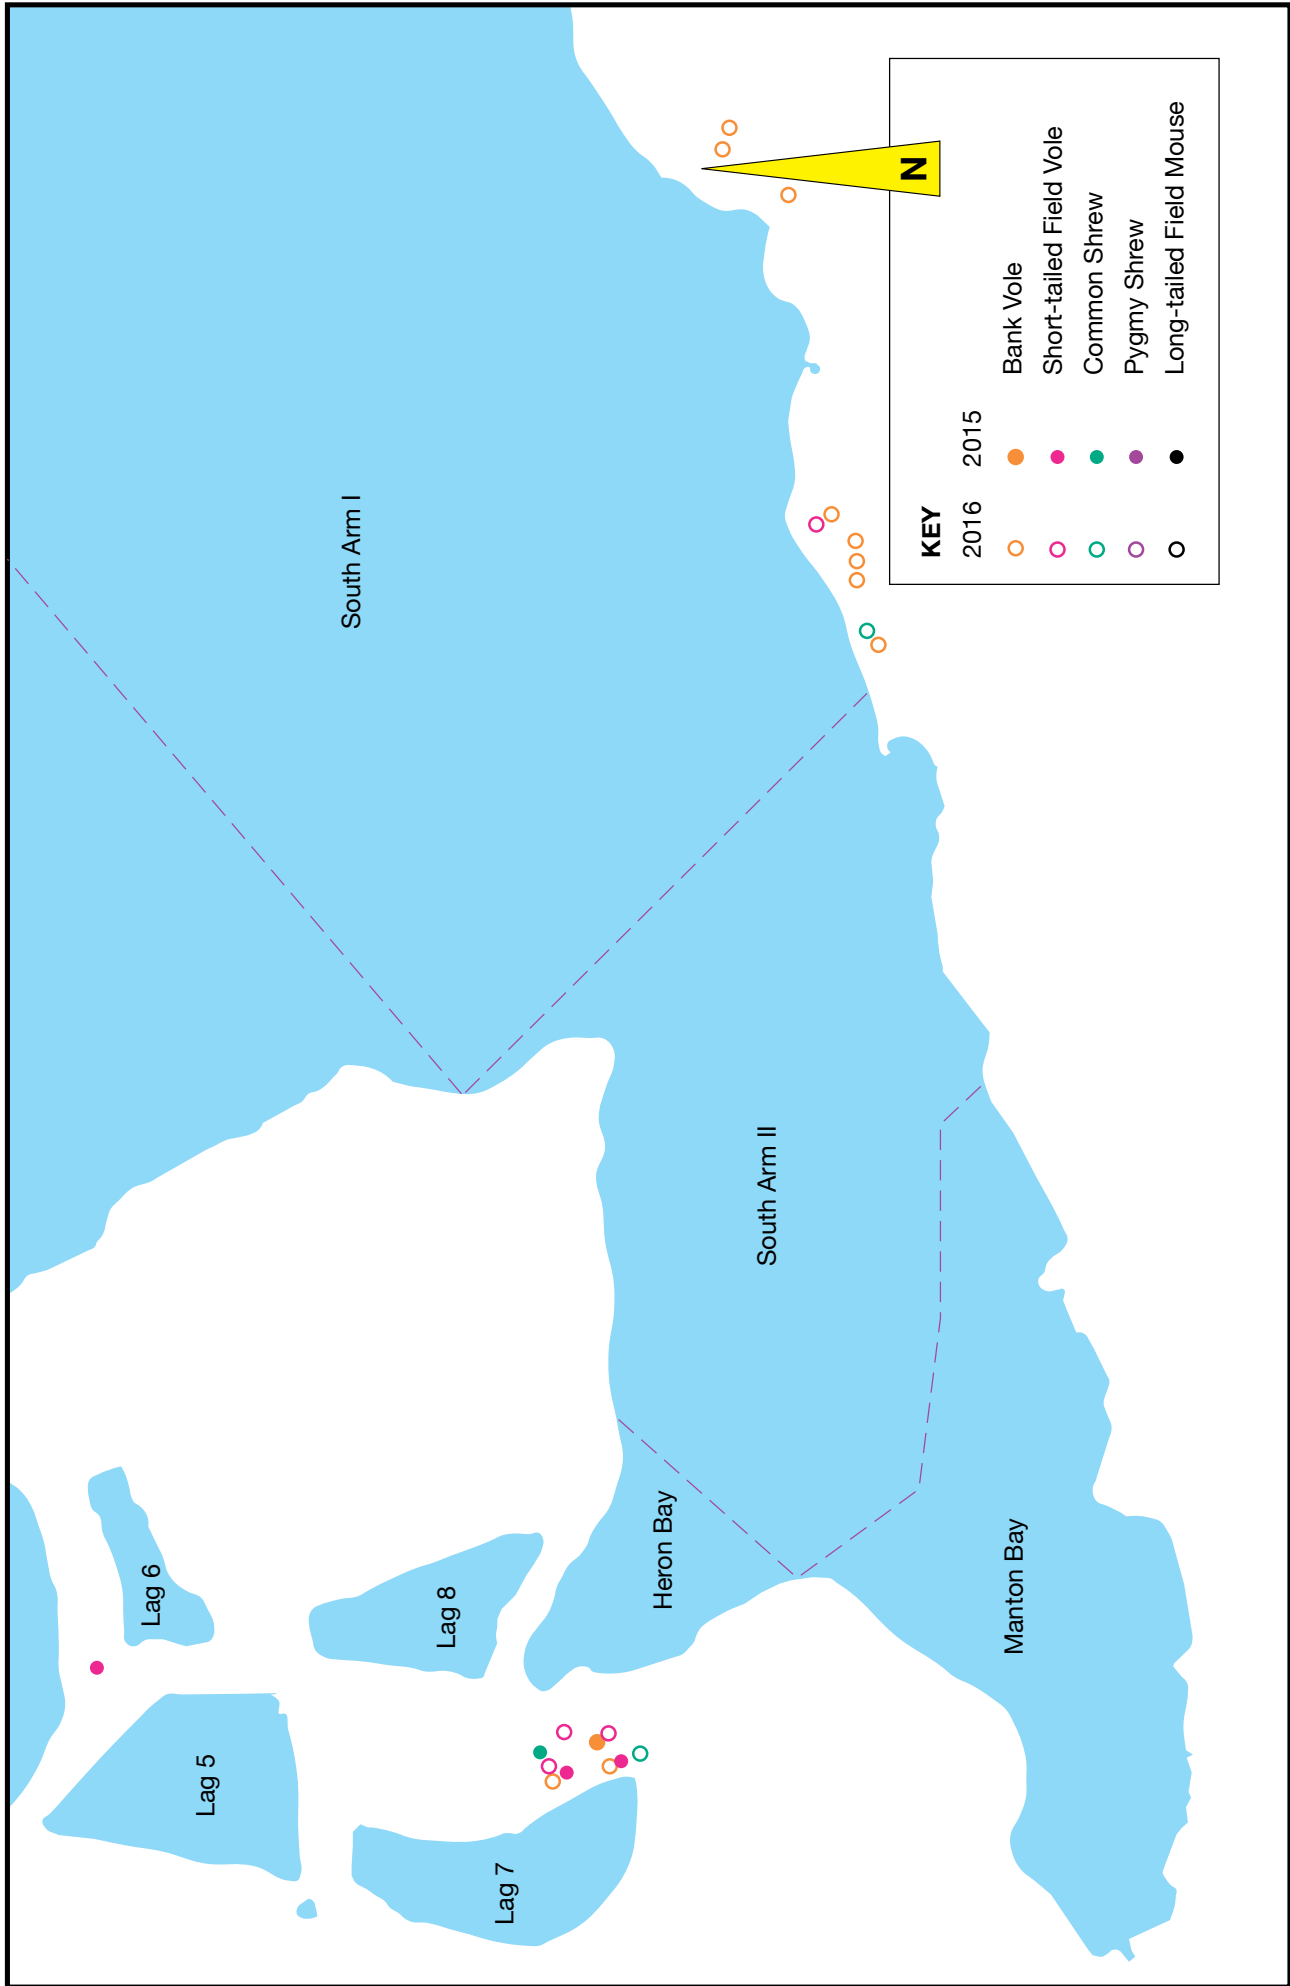 Lag 5
Lag 6
Lag 7
Lag 8
Heron Bay
Manton Bay
South Arm II
South Arm I
N
KEY
2016 2015
Bank Vole
Short-tailed Field Vole
Common Shrew
Pygmy Shrew
Long-tailed Field Mouse